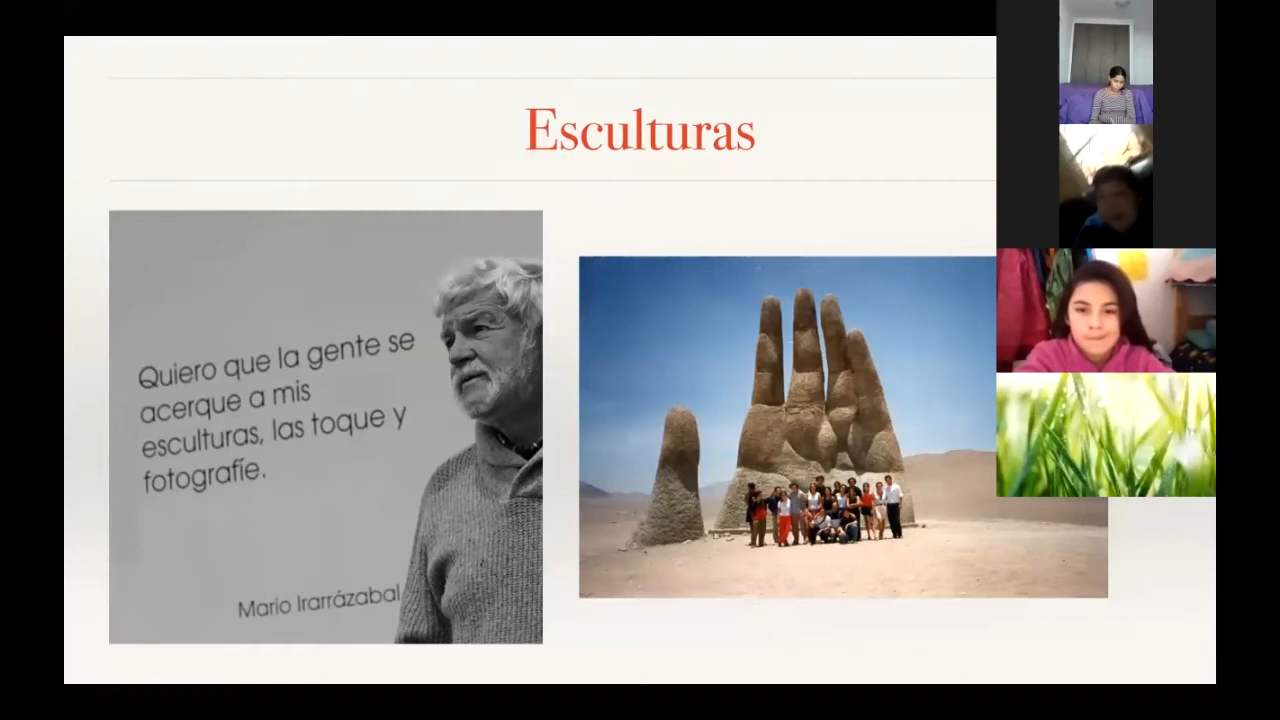 Esculturas
Quiero que la gente se
acerque a mis
esculturas, las toque y
fotografíe.
Mario Irarrázabal